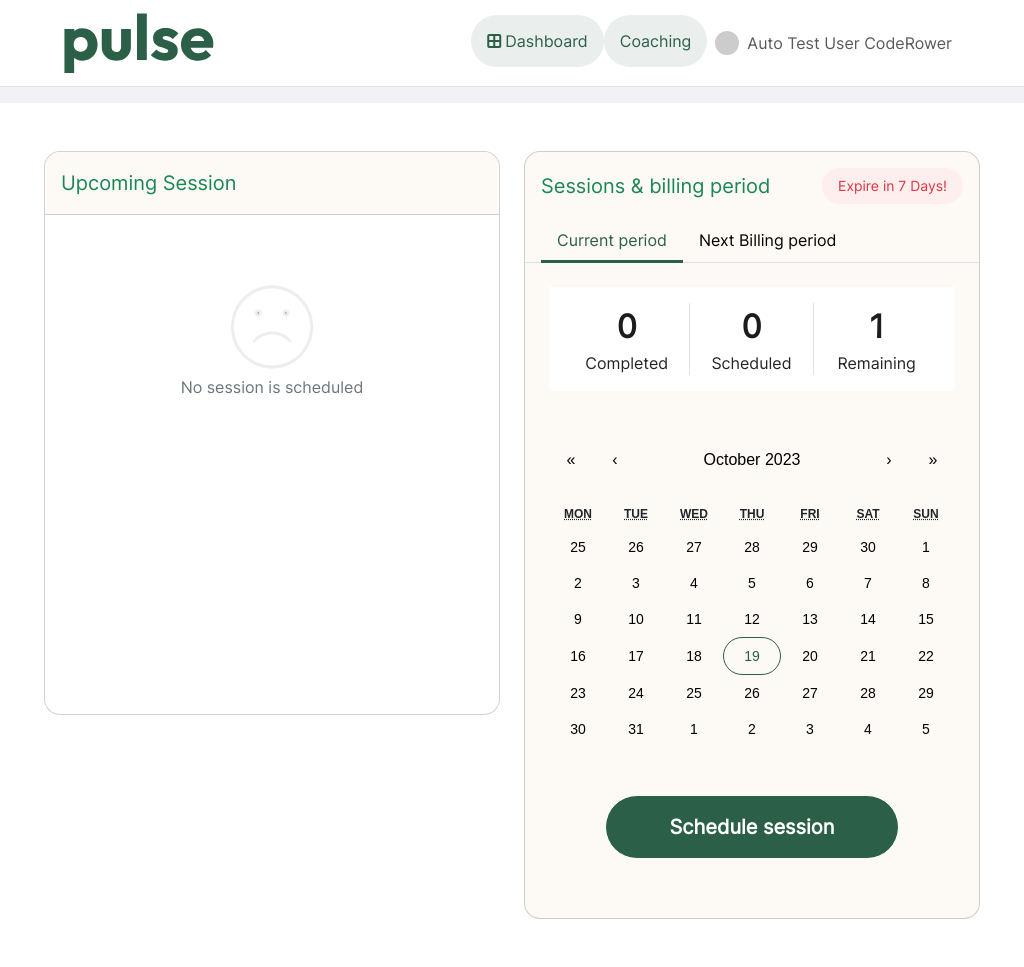 pulse
Dashboard Coaching Auto Test User CodeRower
Upcoming Session
No session is scheduled
Sessions & billing period Expire in 7 Days!
Current period Next Billing period
0 0 1
Completed Scheduled Remaining
« ‹ October 2023 › »
MON TUE WED THU FRI SAT SUN
25 26 27 28 29 30 1
2 3 4 5 6 7 8
9 10 11 12 13 14 15
16 17 18 19 20 21 22
23 24 25 26 27 28 29
30 31 1 2 3 4 5
Schedule session